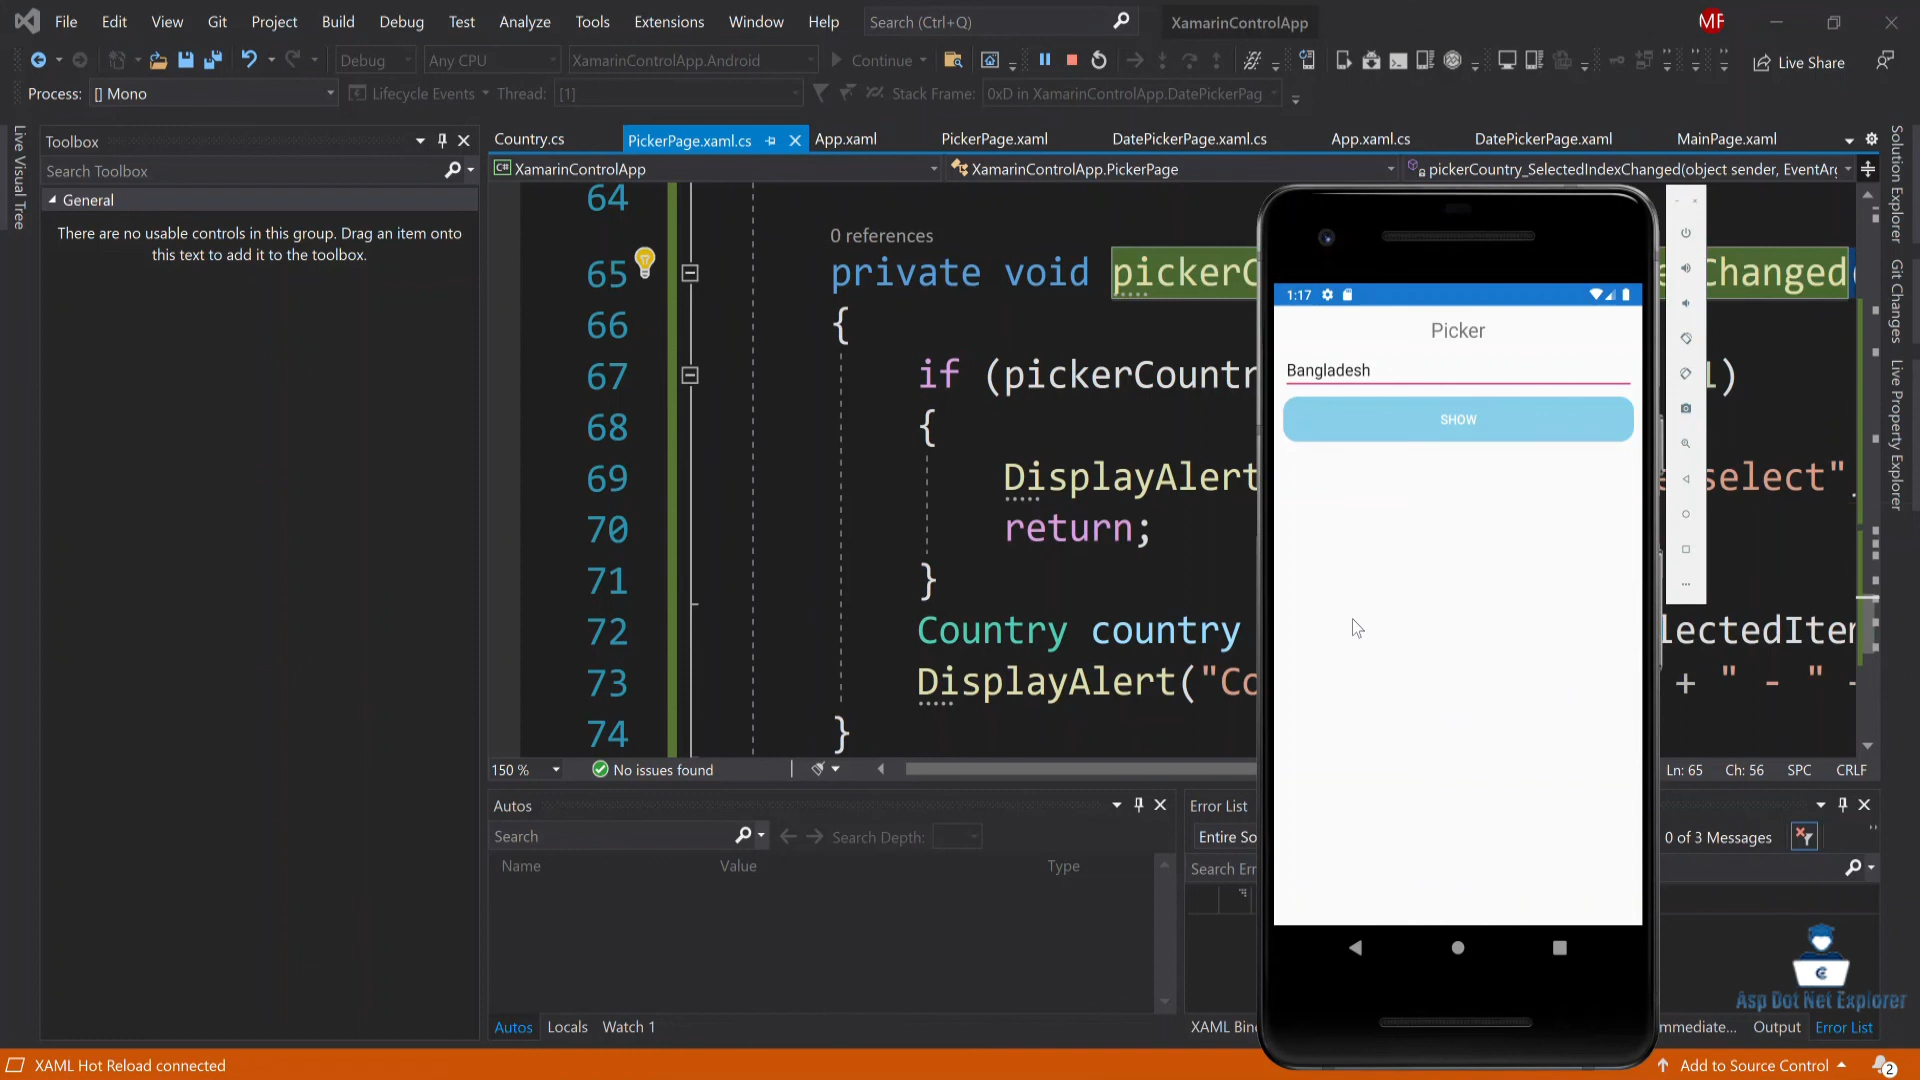 File Edit View Git Project Build Debug Test Analyze Tools Extensions Window Help Search (Ctrl+Q) XamarinControlApp MF
Debug Any CPU XamarinControlApp.Android Continue Live Share
Process: [] Mono Lifecycle Events Thread: [1] Stack Frame: 0xD in XamarinControlApp.DatePickerPag
Live Visual Tree
Toolbox
Search Toolbox
General
There are no usable controls in this group. Drag an item onto
this text to add it to the toolbox.
Country.cs PickerPage.xaml.cs App.xaml PickerPage.xaml DatePickerPage.xaml.cs App.xaml.cs DatePickerPage.xaml MainPage.xaml
C# XamarinControlApp XamarinControlApp.PickerPage pickerCountry_SelectedIndexChanged(object sender, EventArg
64
0 references
65 private void pickerC Changed
66 {
67 if (pickerCountr 1)
68 {
69 DisplayAlert select"
70 return;
71 }
72 Country country lectedItem
73 DisplayAlert("Co + " - "
74 }
1:17
Picker
Bangladesh
SHOW
150 % No issues found Ln: 65 Ch: 56 SPC CRLF
Autos
Search Search Depth:
Name Value Type
Autos Locals Watch 1
Error List
Entire So 0 of 3 Messages
Search Err
XAML Bin mmediate... Output Error List
Solution Explorer
Git Changes
Live Property Explorer
Asp Dot Net Explorer
XAML Hot Reload connected Add to Source Control 2